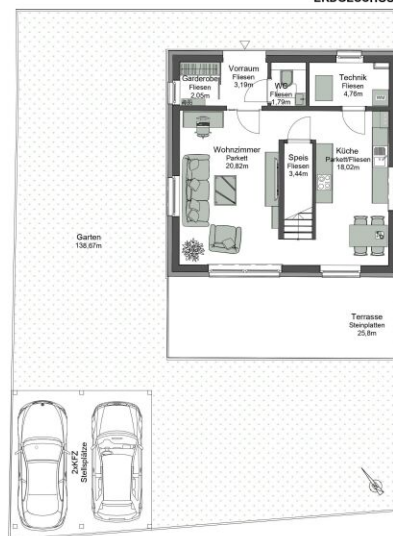 Vorraum
Fliesen
3,19m
Garderobe
Fliesen
2,05m
WC
Fliesen
1,79m
Technik
Fliesen
4,76m
Wohnzimmer
Parkett
20,82m
Speis
Fliesen
3,44m
Küche
Parkett/Fliesen
18,02m
Garten
138,67m
Terrasse
Steinplatten
25,8m
2xKFZ
Stellplätze